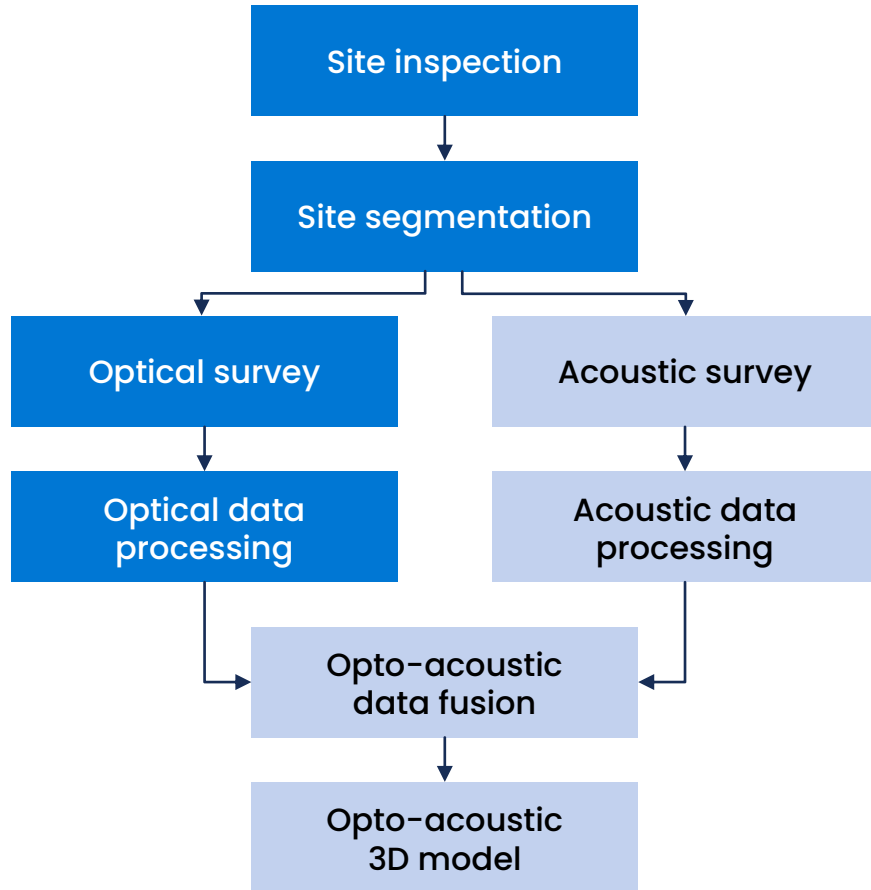 Site inspection
Site segmentation
Optical survey
Acoustic survey
Optical data
processing
Acoustic data
processing
Opto-acoustic
data fusion
Opto-acoustic
3D model